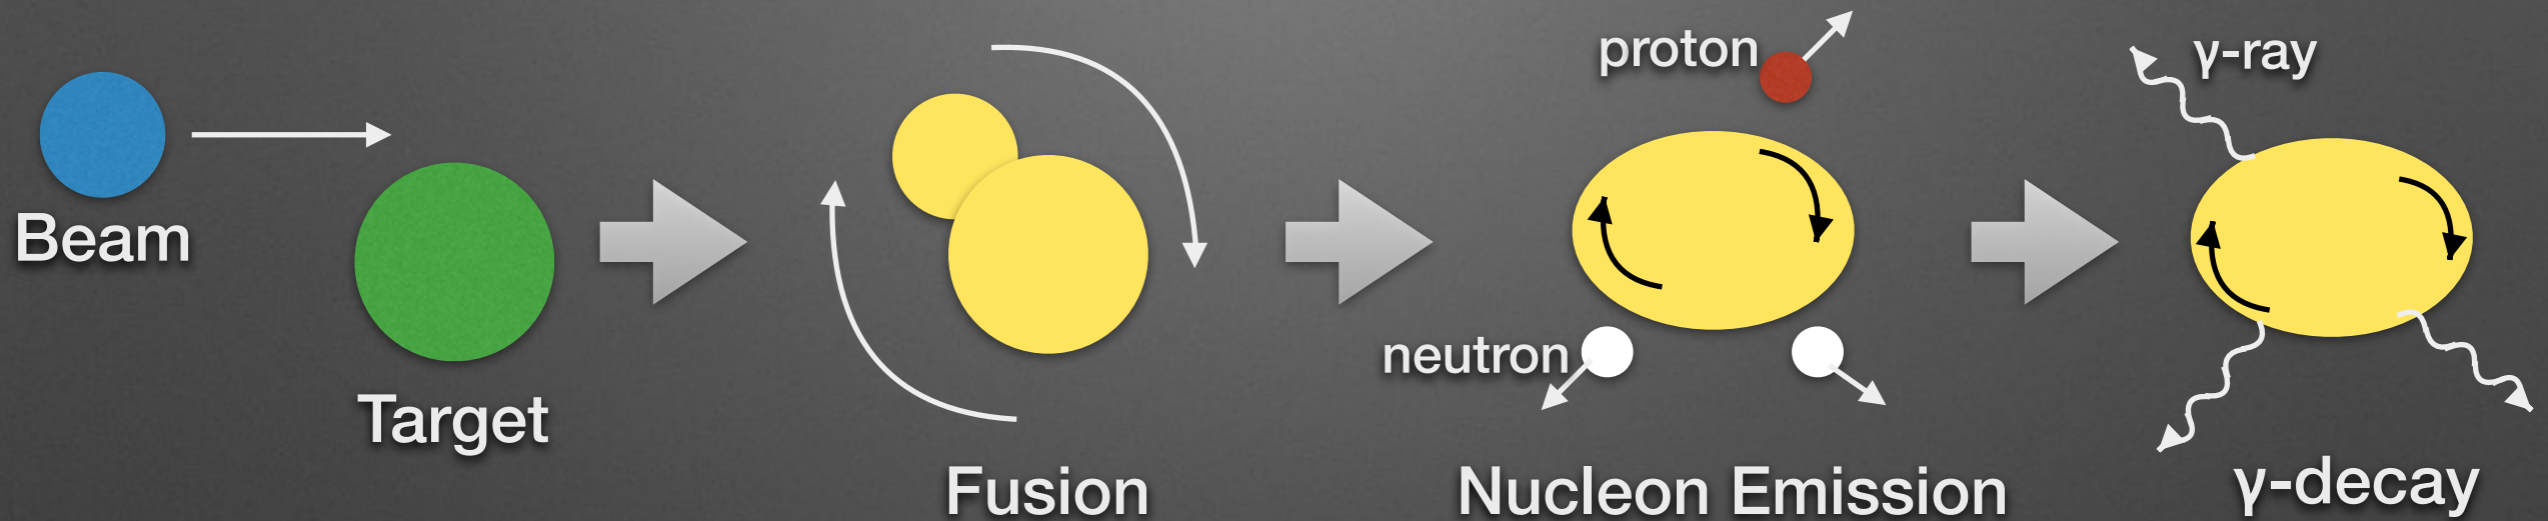 Beam
Target
Fusion
proton
neutron
Nucleon Emission
γ-ray
γ-decay